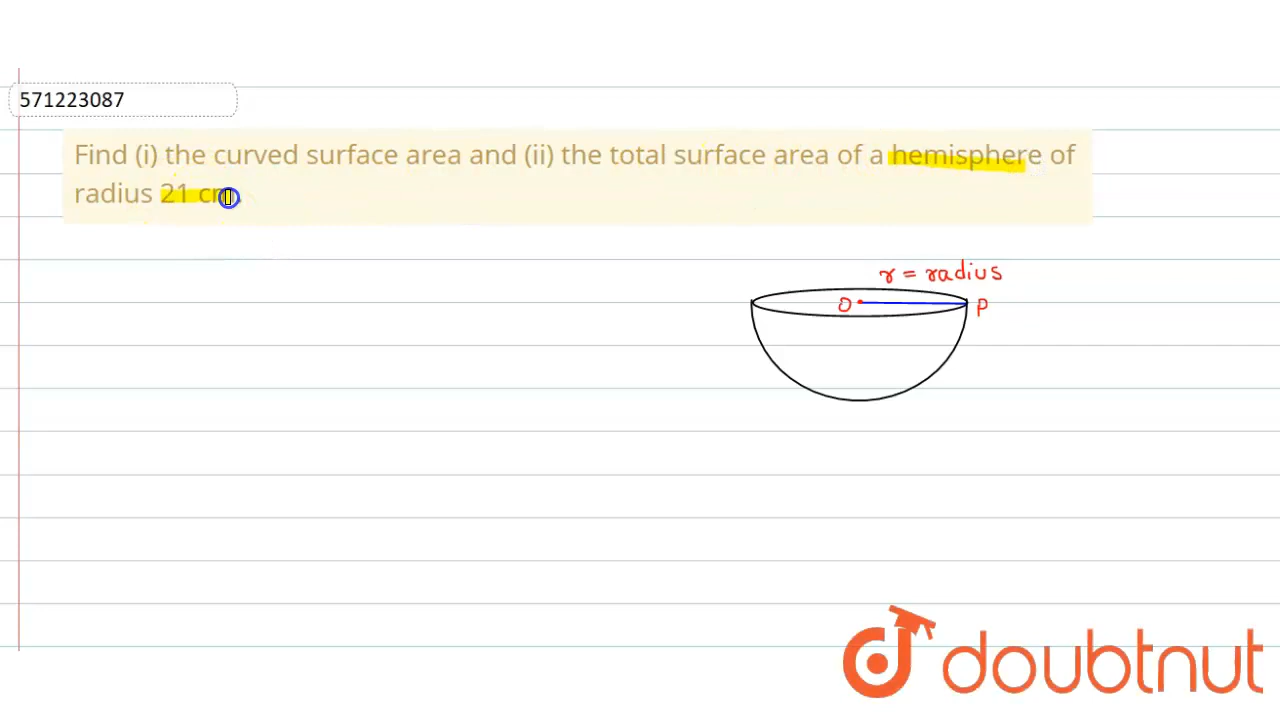 571223087
Find (i) the curved surface area and (ii) the total surface area of a hemisphere of
radius 21 cm.
r = radius
O
P
doubtnut